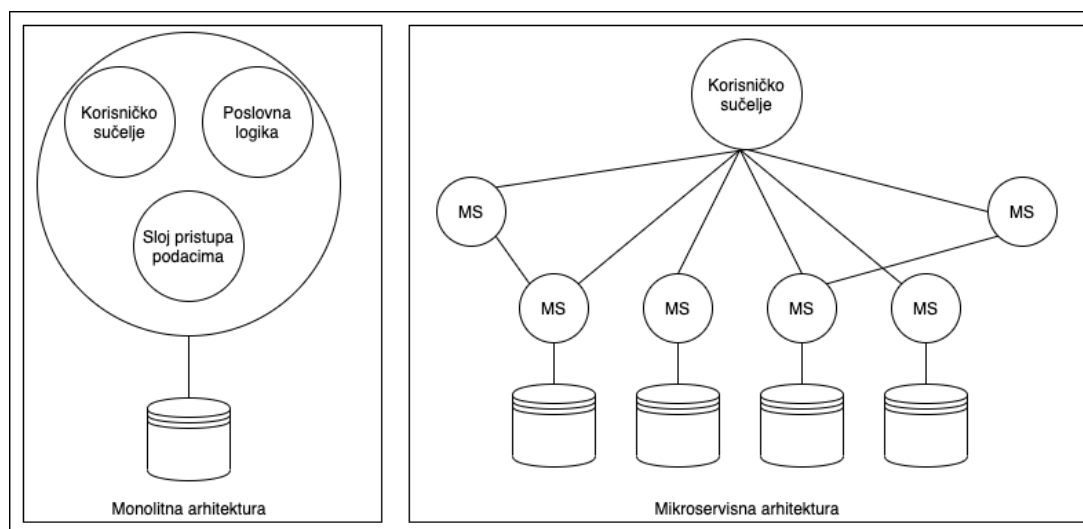 Korisničko
sučelje
Poslovna
logika
Sloj pristupa
podacima
Monolitna arhitektura
Korisničko
sučelje
MS
MS
MS
MS
MS
MS
Mikroservisna arhitektura